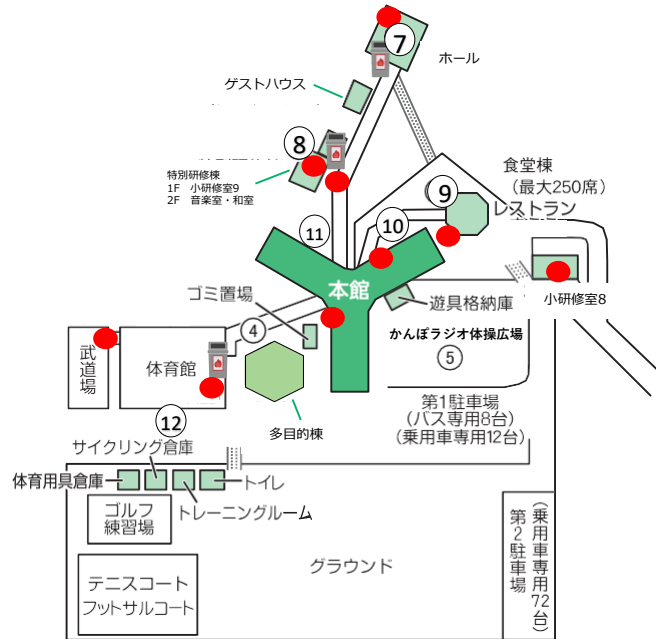 ⑦
ホール
ゲストハウス
⑧
特別研修棟
1F 小研修室9
2F 音楽室・和室
食堂棟
(最大250席)
レストラン
⑨
⑩
⑪
本館
ゴミ置場
遊具格納庫
小研修室8
④
かんぽラジオ体操広場
⑤
武道場
体育館
⑫
多目的棟
第1駐車場
(バス専用8台)
(乗用車専用12台)
サイクリング倉庫
体育用具倉庫
トイレ
トレーニングルーム
ゴルフ
練習場
グラウンド
テニスコート
フットサルコート
第2駐車場
(乗用車専用72台)